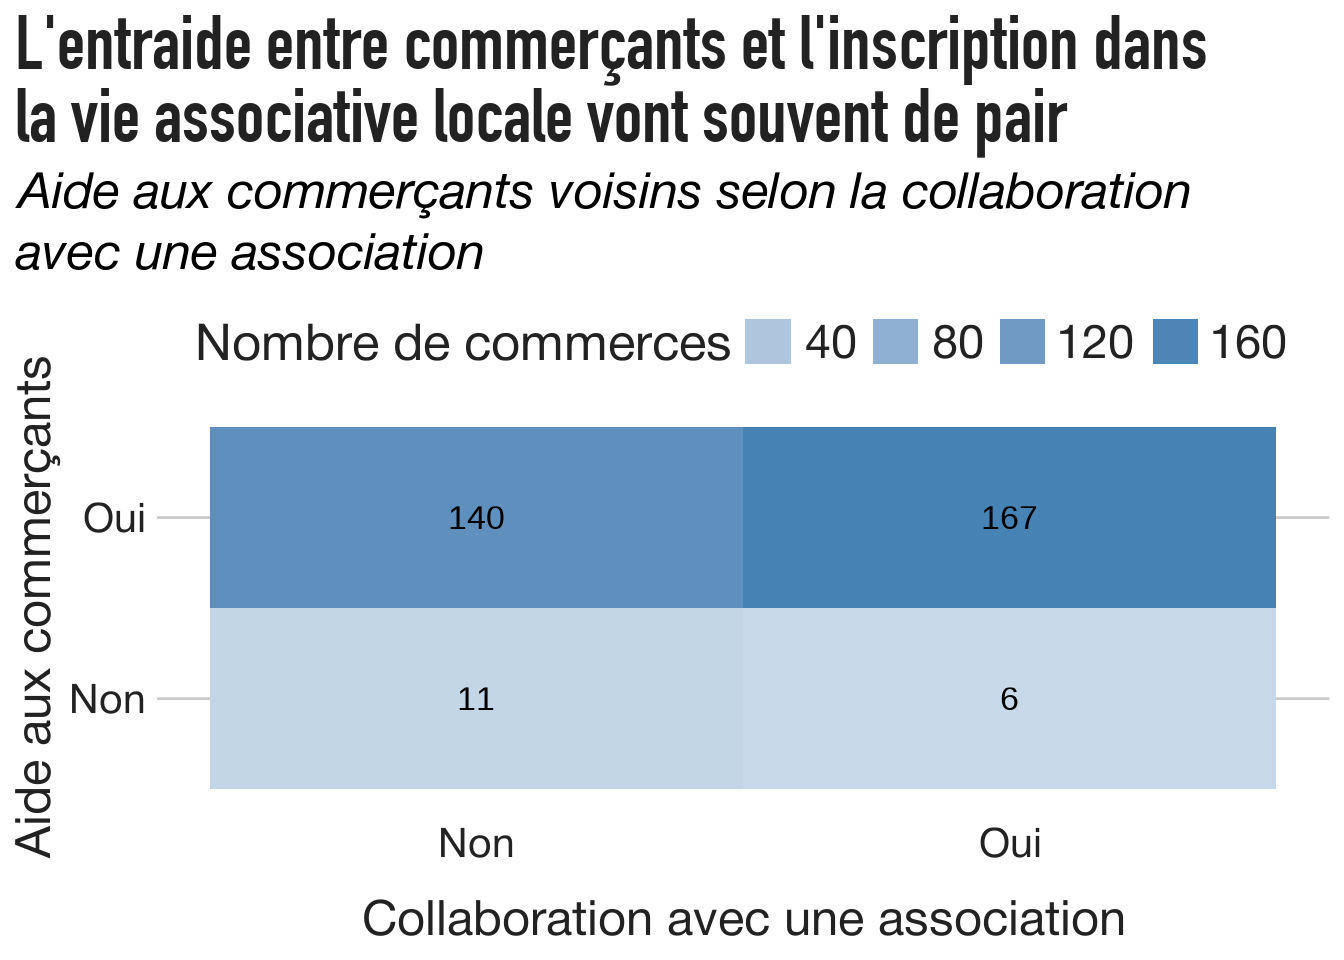 L'entraide entre commerçants et l'inscription dans
la vie associative locale vont souvent de pair
Aide aux commerçants voisins selon la collaboration
avec une association
Nombre de commerces 40 80 120 160
Aide aux commerçants
Oui 140 167
Non 11 6
Non Oui
Collaboration avec une association